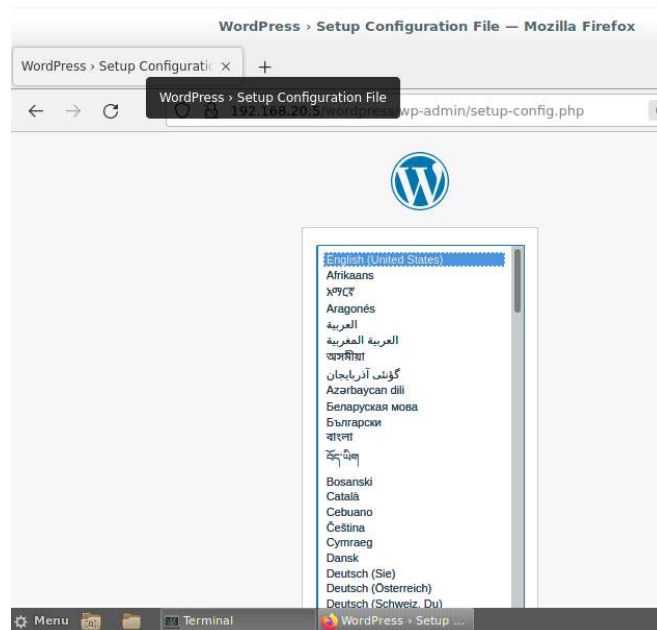 WordPress › Setup Configuration File — Mozilla Firefox
WordPress › Setup Configuratic
WordPress › Setup Configuration File
192.168.20.5/wordpress/wp-admin/setup-config.php
English (United States)
Afrikaans
አማርኛ
Aragonés
العربية
العربية المغربية
অসমীয়া
گؤنئی آذربایجان
Azərbaycan dili
Беларуская мова
Български
বাংলা
བོད་ཡིག
Bosanski
Català
Cebuano
Čeština
Cymraeg
Dansk
Deutsch (Sie)
Deutsch (Österreich)
Deutsch (Schweiz, Du)
Menu
Terminal
WordPress › Setup ...